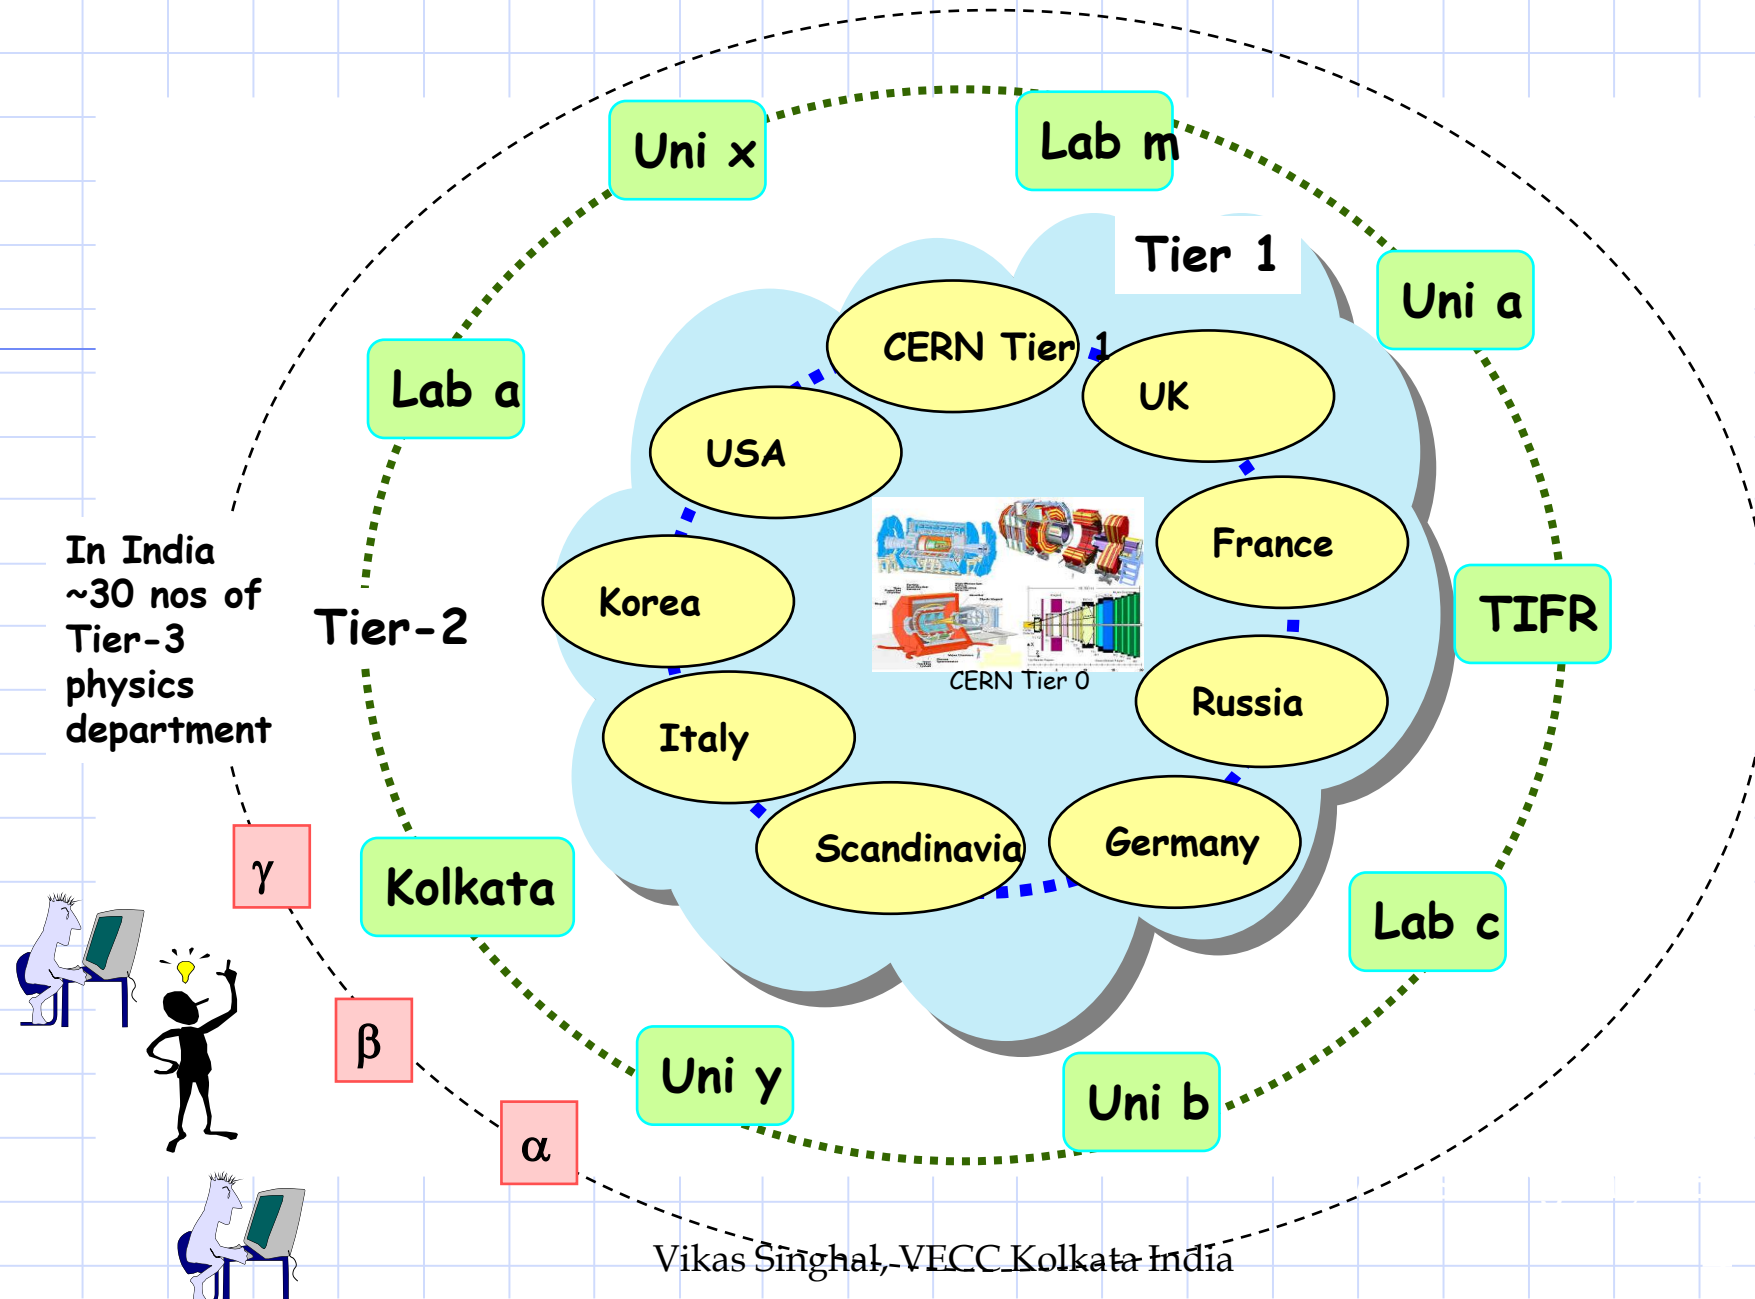 Uni x
Lab m
Tier 1
Uni a
CERN Tier 1
UK
Lab a
USA
France
In India
~30 nos of
Tier-3
physics
department
Tier-2
Korea
TIFR
CERN Tier 0
Russia
Italy
Scandinavia
Germany
γ
Kolkata
Lab c
β
Uni y
Uni b
α
Vikas Singhal, VECC Kolkata India